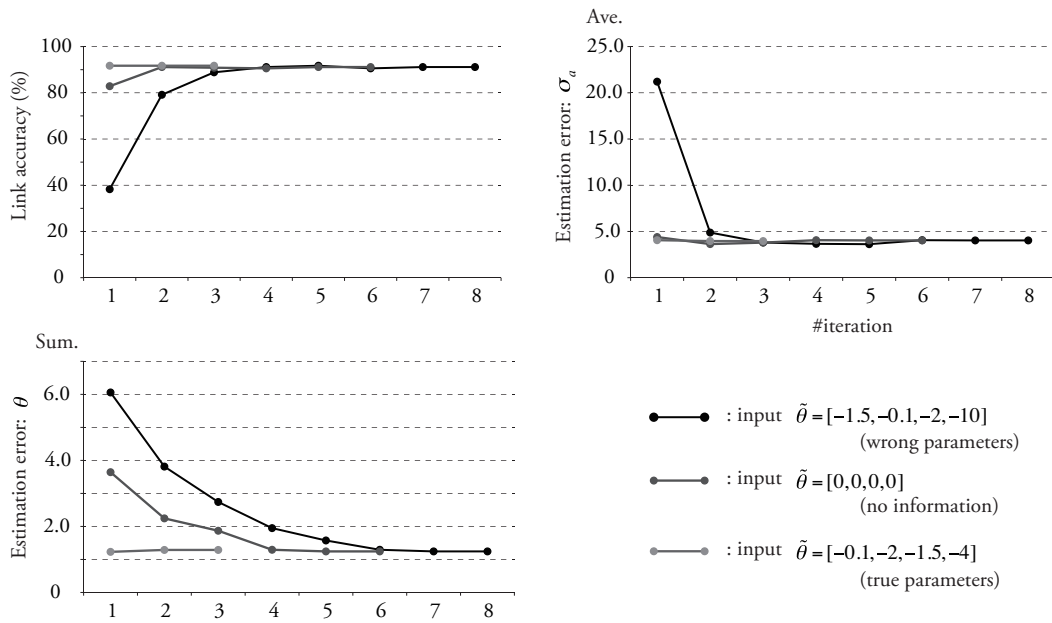 100
80
60
40
20
0
Link accuracy (%)
1 2 3 4 5 6 7 8
Ave.
25.0
20.0
15.0
10.0
5.0
0
Estimation error: σₐ
1 2 3 4 5 6 7 8
#iteration
Sum.
6.0
4.0
2.0
0
Estimation error: θ
1 2 3 4 5 6 7 8
: input θ̃ = [−1.5, −0.1, −2, −10]
(wrong parameters)
: input θ̃ = [0,0,0,0]
(no information)
: input θ̃ = [−0.1, −2, −1.5, −4]
(true parameters)